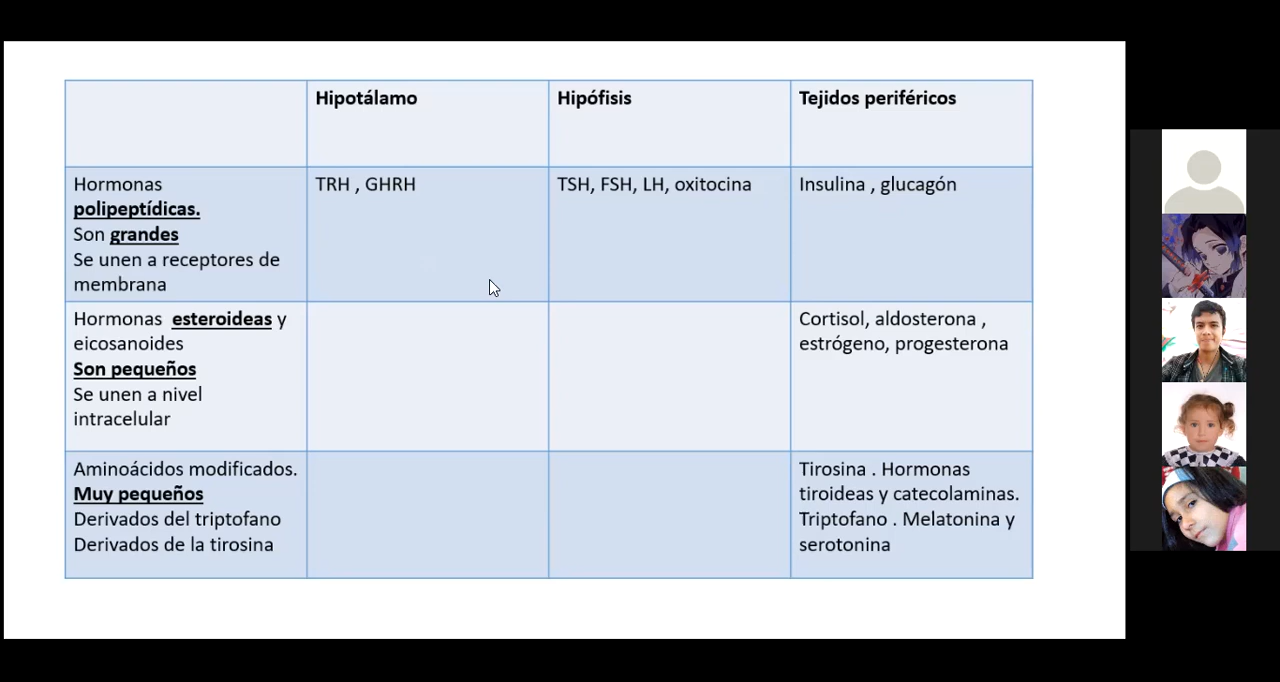 Hipotálamo
Hipófisis
Tejidos periféricos
Hormonas
polipeptídicas.
Son grandes
Se unen a receptores de
membrana
TRH , GHRH
TSH, FSH, LH, oxitocina
Insulina , glucagón
Hormonas esteroideas y
eicosanoides
Son pequeños
Se unen a nivel
intracelular
Cortisol, aldosterona ,
estrógeno, progesterona
Aminoácidos modificados.
Muy pequeños
Derivados del triptofano
Derivados de la tirosina
Tirosina . Hormonas
tiroideas y catecolaminas.
Triptofano . Melatonina y
serotonina